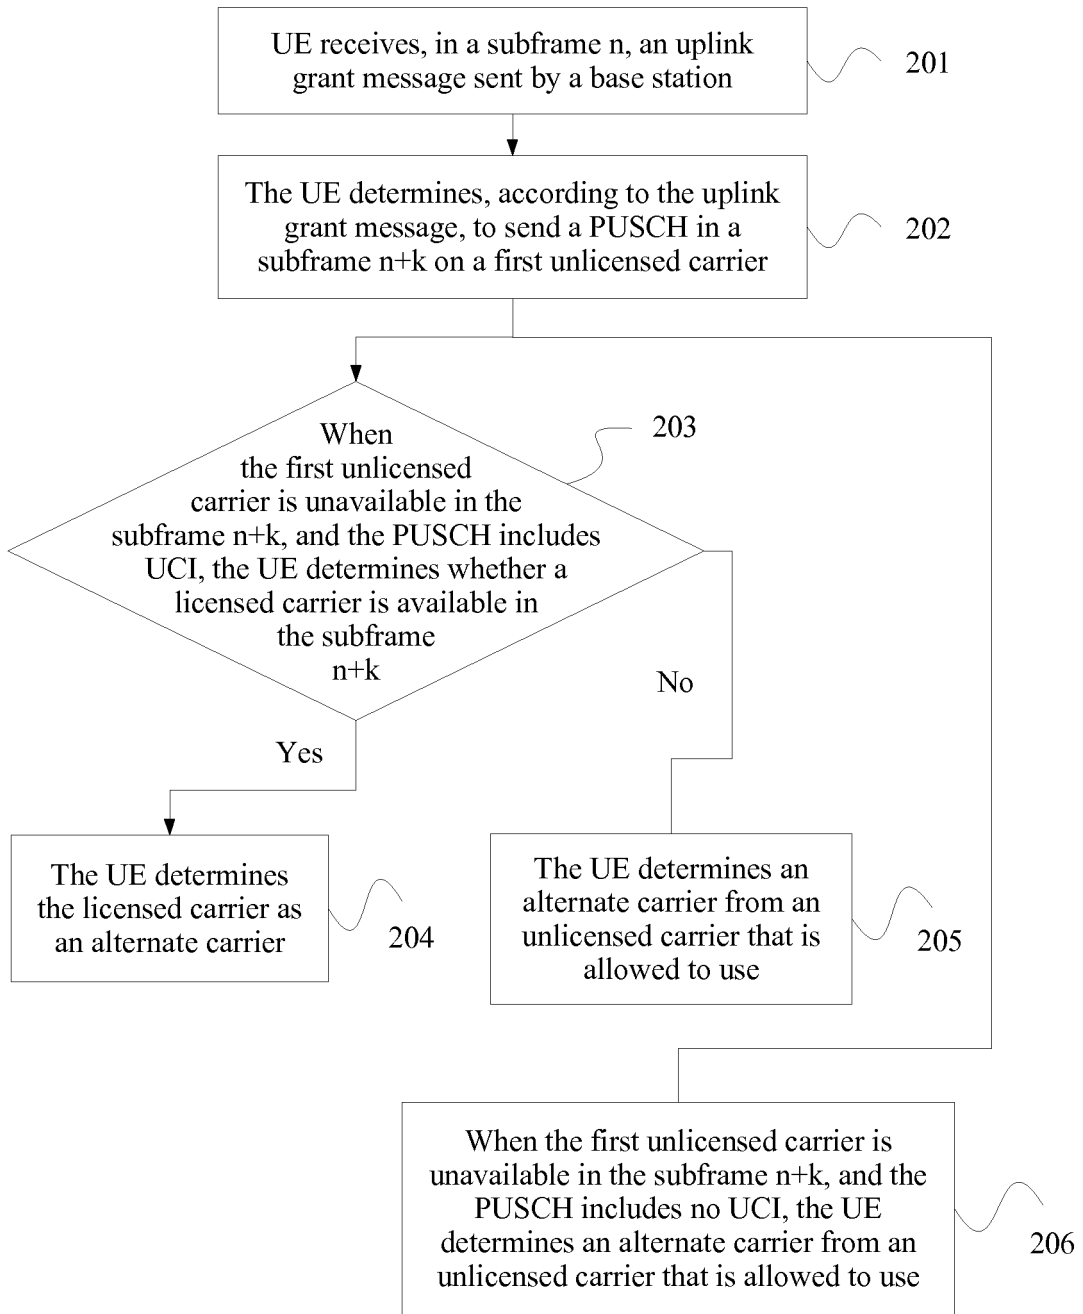 UE receives, in a subframe n, an uplink
grant message sent by a base station
201
The UE determines, according to the uplink
grant message, to send a PUSCH in a
subframe n+k on a first unlicensed carrier
202
When
the first unlicensed
carrier is unavailable in the
subframe n+k, and the PUSCH includes
UCI, the UE determines whether a
licensed carrier is available in
the subframe
n+k
203
No
Yes
The UE determines
the licensed carrier as
an alternate carrier
204
The UE determines an
alternate carrier from an
unlicensed carrier that is
allowed to use
205
When the first unlicensed carrier is
unavailable in the subframe n+k, and the
PUSCH includes no UCI, the UE
determines an alternate carrier from an
unlicensed carrier that is allowed to use
206